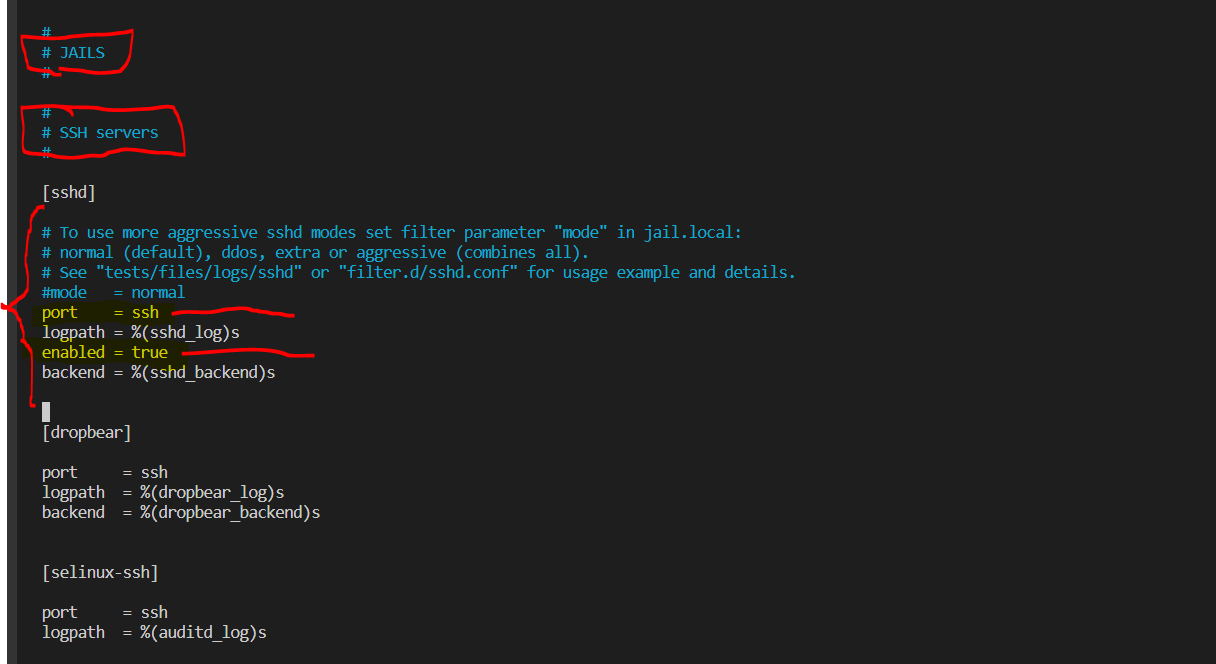 #
# JAILS
#
#
# SSH servers
#
[sshd]
# To use more aggressive sshd modes set filter parameter "mode" in jail.local:
# normal (default), ddos, extra or aggressive (combines all).
# See "tests/files/logs/sshd" or "filter.d/sshd.conf" for usage example and details.
#mode   = normal
port    = ssh
logpath = %(sshd_log)s
enabled = true
backend = %(sshd_backend)s
[dropbear]
port     = ssh
logpath  = %(dropbear_log)s
backend  = %(dropbear_backend)s
[selinux-ssh]
port     = ssh
logpath  = %(auditd_log)s